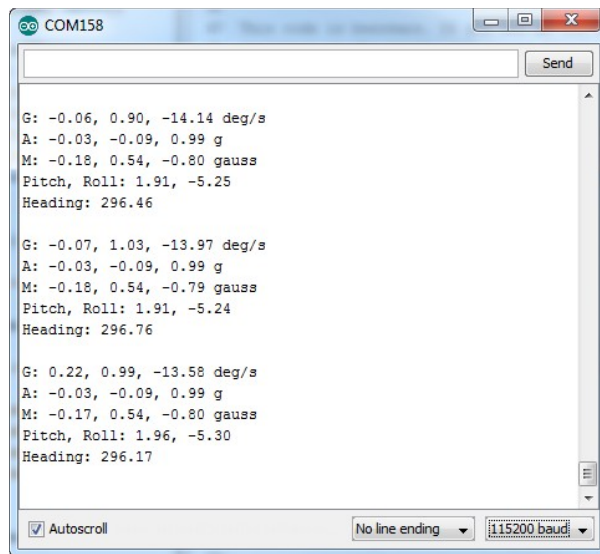 COM158
Send
G: -0.06, 0.90, -14.14 deg/s
A: -0.03, -0.09, 0.99 g
M: -0.18, 0.54, -0.80 gauss
Pitch, Roll: 1.91, -5.25
Heading: 296.46
G: -0.07, 1.03, -13.97 deg/s
A: -0.03, -0.09, 0.99 g
M: -0.18, 0.54, -0.79 gauss
Pitch, Roll: 1.91, -5.24
Heading: 296.76
G: 0.22, 0.99, -13.58 deg/s
A: -0.03, -0.09, 0.99 g
M: -0.17, 0.54, -0.80 gauss
Pitch, Roll: 1.96, -5.30
Heading: 296.17
Autoscroll No line ending 115200 baud